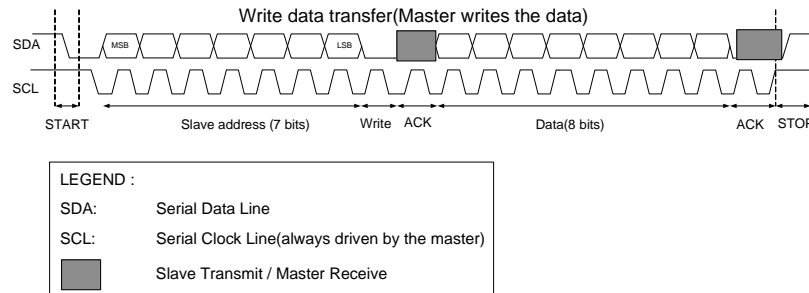 Write data transfer(Master writes the data)
SDA
MSB
LSB
SCL
START
Slave address (7 bits)
Write
ACK
Data(8 bits)
ACK
STOP
LEGEND :
SDA: Serial Data Line
SCL: Serial Clock Line(always driven by the master)
Slave Transmit / Master Receive